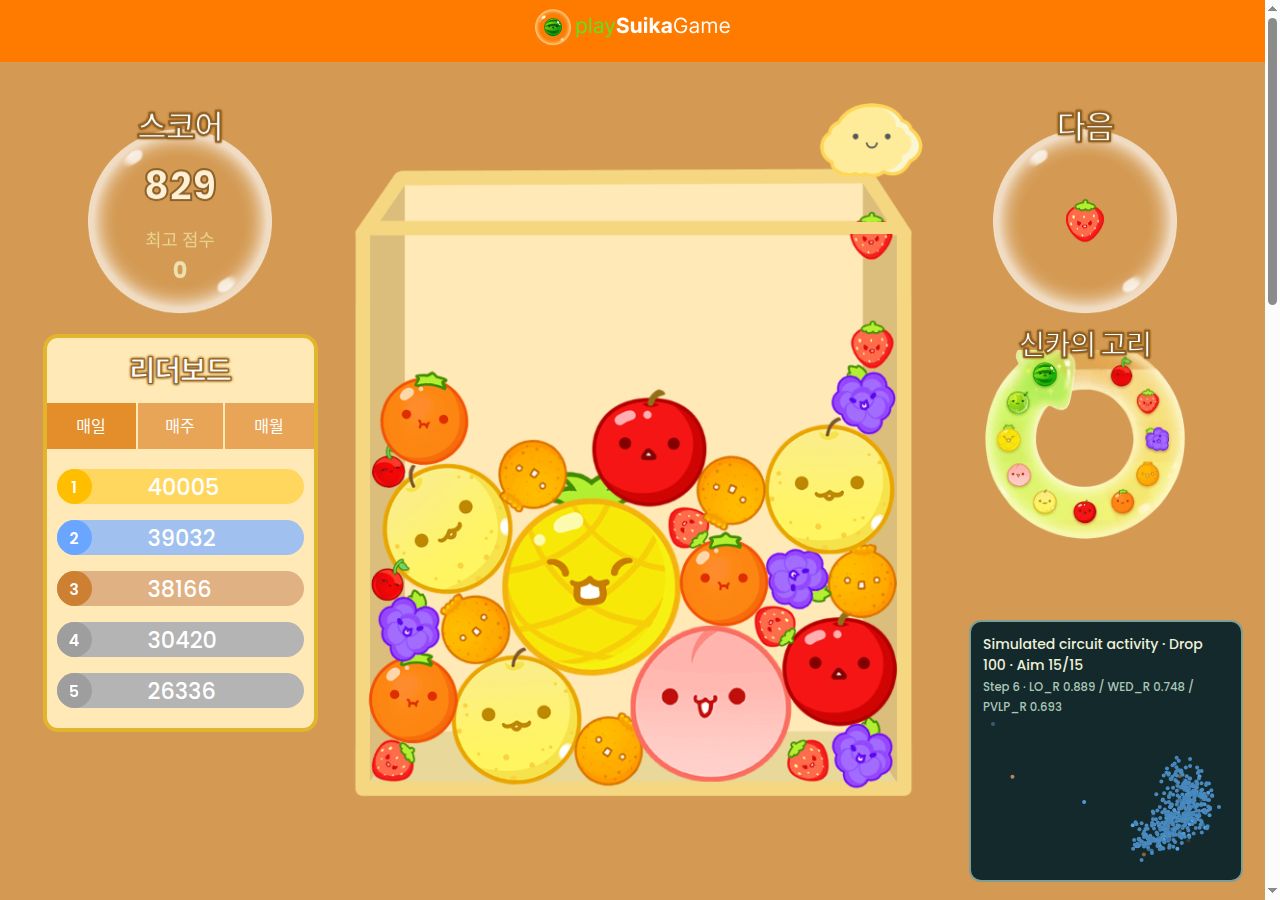 playSuikaGame
스코어
829
최고 점수
0
다음
리더보드
매일
매주
매월
1 40005
2 39032
3 38166
4 30420
5 26336
신카의 고리
Simulated circuit activity · Drop
100 · Aim 15/15
Step 6 · LO_R 0.889 / WED_R 0.748 /
PVLP_R 0.693